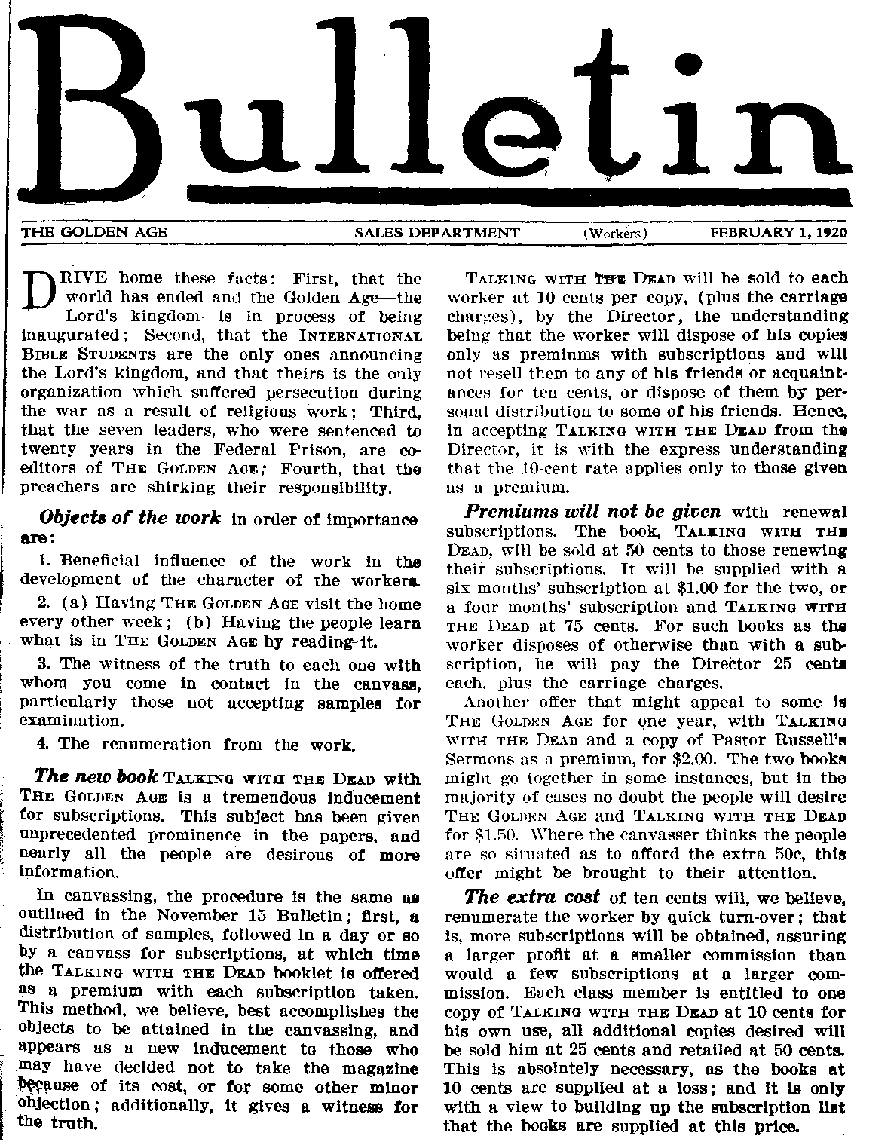 Bulletin
THE GOLDEN AGE SALES DEPARTMENT (Workers) FEBRUARY 1, 1920
DRIVE home these facts: First, that the
world has ended and the Golden Age—the
Lord's kingdom- is in process of being
inaugurated; Second, that the INTERNATIONAL
BIBLE STUDENTS are the only ones announcing
the Lord's kingdom, and that theirs is the only
organization which suffered persecution during
the war as a result of religious work; Third,
that the seven leaders, who were sentenced to
twenty years in the Federal Prison, are co-
editors of THE GOLDEN AGE; Fourth, that the
preachers are shirking their responsibility.
Objects of the work in order of importance
are:
1. Beneficial influence of the work in the
development of the character of the workers.
2. (a) Having THE GOLDEN AGE visit the home
every other week; (b) Having the people learn
what is in THE GOLDEN AGE by reading it.
3. The witness of the truth to each one with
whom you come in contact in the canvass,
particularly those not accepting samples for
examination.
4. The renumeration from the work.
The new book TALKING WITH THE DEAD with
THE GOLDEN AGE is a tremendous inducement
for subscriptions. This subject has been given
unprecedented prominence in the papers, and
nearly all the people are desirous of more
information.
In canvassing, the procedure is the same as
outlined in the November 15 Bulletin; first, a
distribution of samples, followed in a day or so
by a canvass for subscriptions, at which time
the TALKING WITH THE DEAD booklet is offered
as a premium with each subscription taken.
This method, we believe, best accomplishes the
objects to be attained in the canvassing, and
appears as a new inducement to those who
may have decided not to take the magazine
because of its cost, or for some other minor
objection; additionally, it gives a witness for
the truth.
TALKING WITH THE DEAD will be sold to each
worker at 10 cents per copy, (plus the carriage
charges), by the Director, the understanding
being that the worker will dispose of his copies
only as premiums with subscriptions and will
not resell them to any of his friends or acquaint-
ances for ten cents, or dispose of them by per-
sonal distribution to some of his friends. Hence,
in accepting TALKING WITH THE DEAD from the
Director, it is with the express understanding
that the 10-cent rate applies only to those given
as a premium.
Premiums will not be given with renewal
subscriptions. The book, TALKING WITH THE
DEAD, will be sold at 50 cents to those renewing
their subscriptions. It will be supplied with a
six months' subscription at $1.00 for the two, or
a four months' subscription and TALKING WITH
THE DEAD at 75 cents. For such books as the
worker disposes of otherwise than with a sub-
scription, he will pay the Director 25 cents
each, plus the carriage charges.
Another offer that might appeal to some is
THE GOLDEN AGE for one year, with TALKING
WITH THE DEAD and a copy of Pastor Russell's
Sermons as a premium, for $2.00. The two books
might go together in some instances, but in the
majority of cases no doubt the people will desire
THE GOLDEN AGE and TALKING WITH THE DEAD
for $1.50. Where the canvasser thinks the people
are so situated as to afford the extra 50c, this
offer might be brought to their attention.
The extra cost of ten cents will, we believe,
renumerate the worker by quick turn-over; that
is, more subscriptions will be obtained, assuring
a larger profit at a smaller commission than
would a few subscriptions at a larger com-
mission. Each class member is entitled to one
copy of TALKING WITH THE DEAD at 10 cents for
his own use, all additional copies desired will
be sold him at 25 cents and retailed at 50 cents.
This is absolutely necessary, as the books at
10 cents are supplied at a loss; and it is only
with a view to building up the subscription list
that the books are supplied at this price.